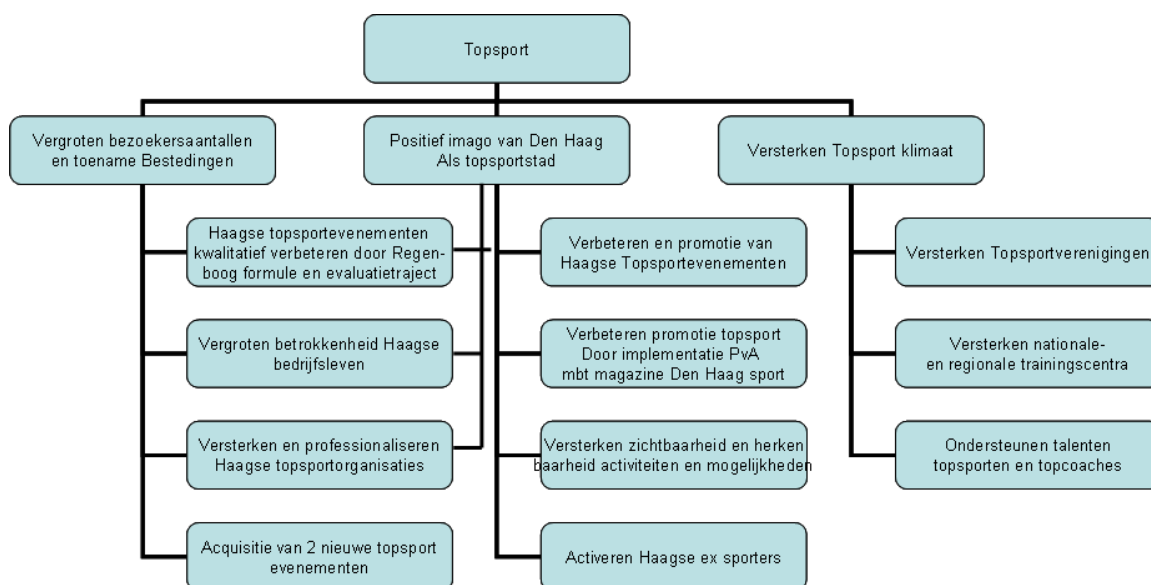 Topsport
Vergroten bezoekersaantallen
en toename Bestedingen
Positief imago van Den Haag
Als topsportstad
Versterken Topsport klimaat
Haagse topsportevenementen
kwalitatief verbeteren door Regen-
boog formule en evaluatietraject
Vergroten betrokkenheid Haagse
bedrijfsleven
Versterken en professionaliseren
Haagse topsportorganisaties
Acquisitie van 2 nieuwe topsport
evenementen
Verbeteren en promotie van
Haagse Topsportevenementen
Verbeteren promotie topsport
Door implementatie PvA
mbt magazine Den Haag sport
Versterken zichtbaarheid en herken
baarheid activiteiten en mogelijkheden
Activeren Haagse ex sporters
Versterken Topsportverenigingen
Versterken nationale-
en regionale trainingscentra
Ondersteunen talenten
topsporten en topcoaches